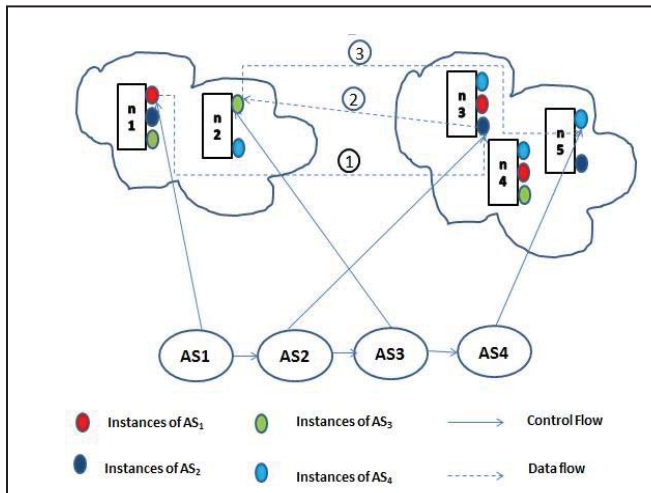 3
n
3
n
1
n
2
2
n
5
n
4
1
AS1
AS2
AS3
AS4
Instances of AS₁
Instances of AS₃
Control Flow
Instances of AS₂
Instances of AS₄
Data flow